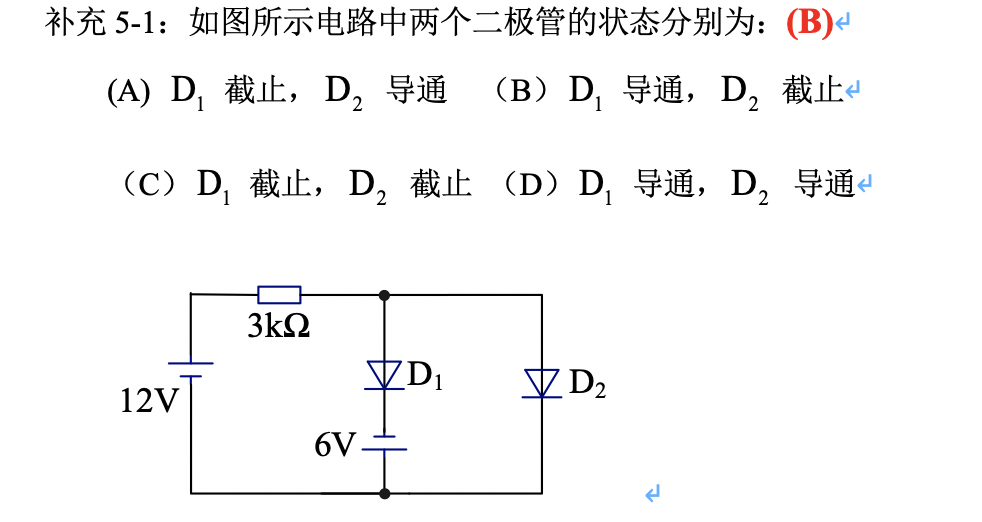 补充 5-1：如图所示电路中两个二极管的状态分别为：(B)↵
(A) D₁ 截止，D₂ 导通 （B）D₁ 导通，D₂ 截止↵
（C）D₁ 截止，D₂ 截止 （D）D₁ 导通，D₂ 导通↵
3kΩ
D₁
D₂
12V
6V
↵